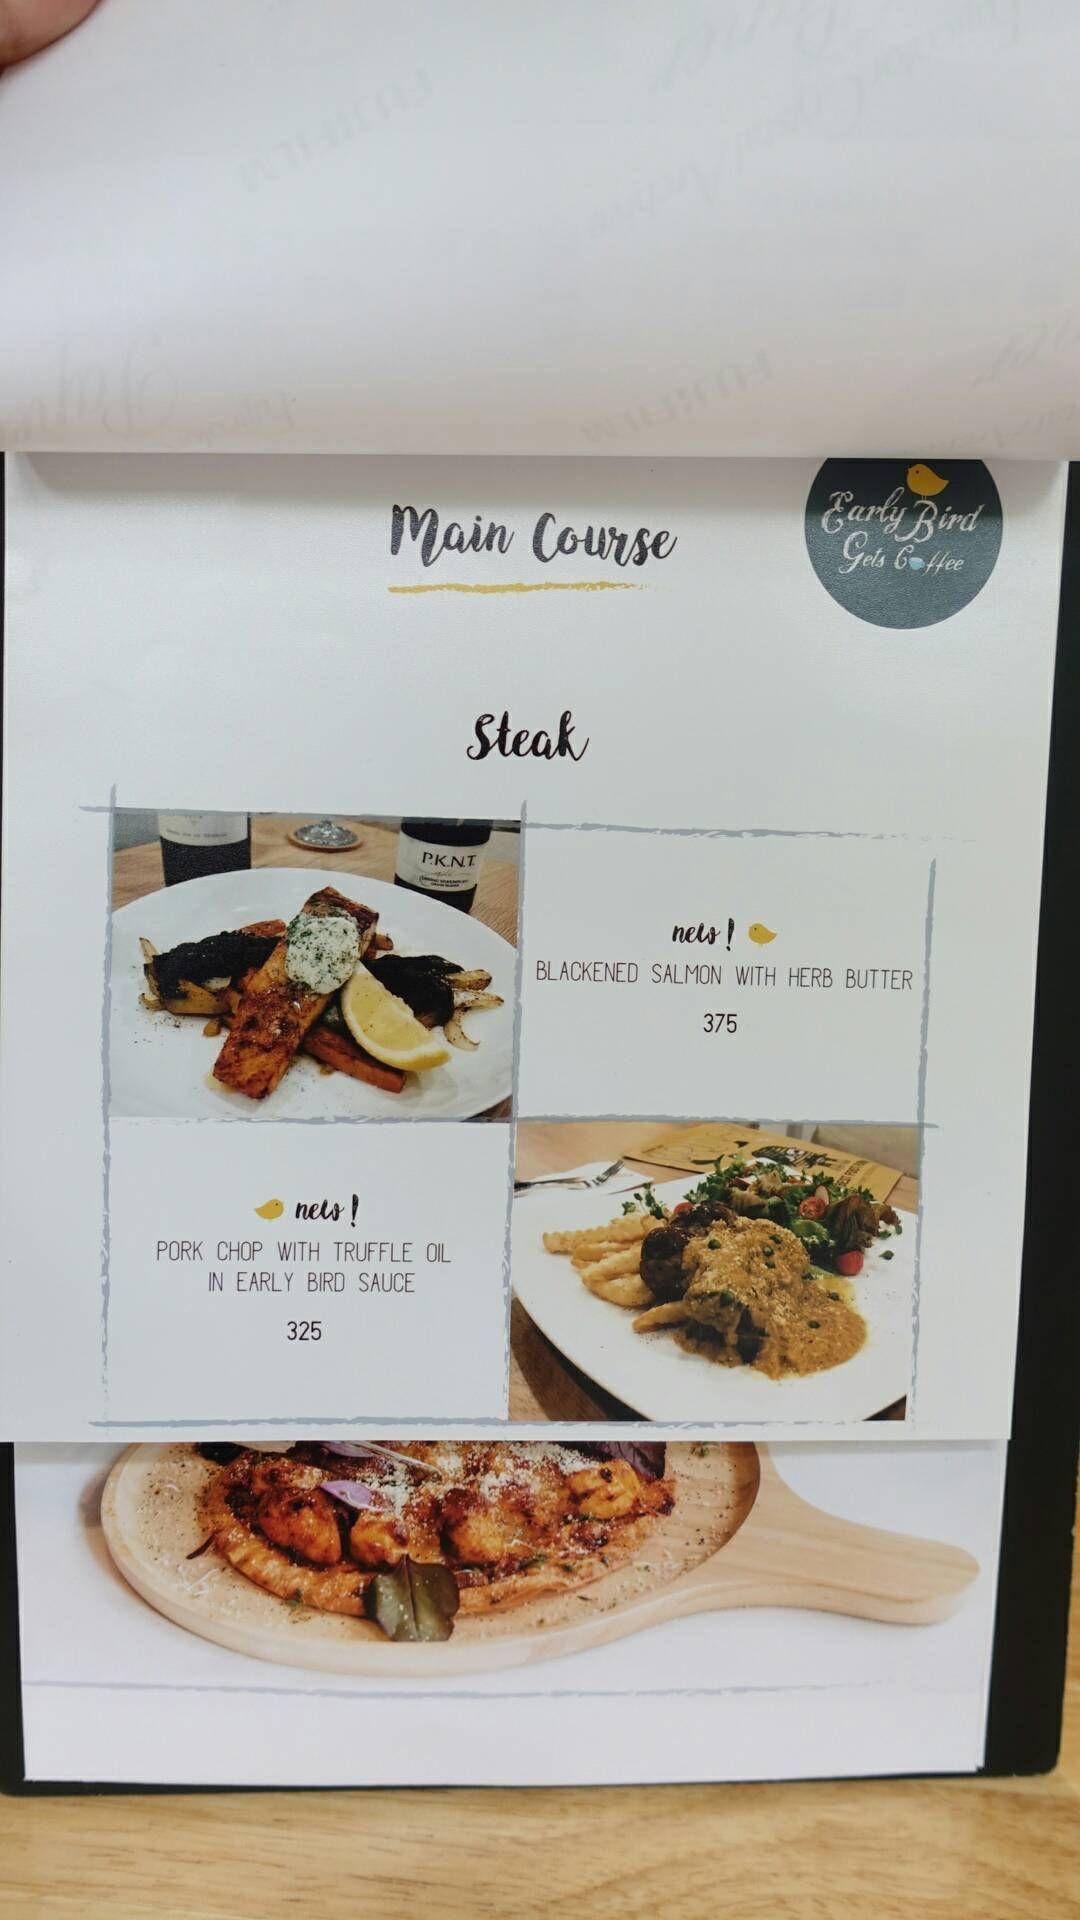 Main Course
Early Bird
Gets Coffee
Steak
P.K.N.T.
new!
BLACKENED SALMON WITH HERB BUTTER
375
new!
PORK CHOP WITH TRUFFLE OIL
IN EARLY BIRD SAUCE
325